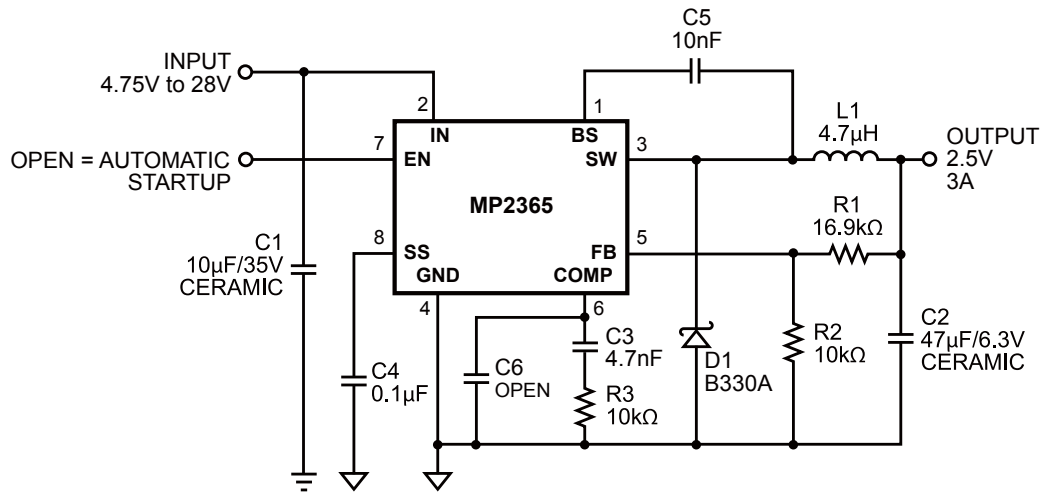 C5
10nF
INPUT
4.75V to 28V
2
1
IN
BS
L1
4.7µH
7
EN
3
SW
OUTPUT
2.5V
3A
OPEN = AUTOMATIC
STARTUP
MP2365
R1
16.9kΩ
8
SS
5
FB
C1
10µF/35V
CERAMIC
GND
COMP
4
6
C2
47µF/6.3V
CERAMIC
C3
4.7nF
R2
10kΩ
D1
B330A
C4
0.1µF
C6
OPEN
R3
10kΩ